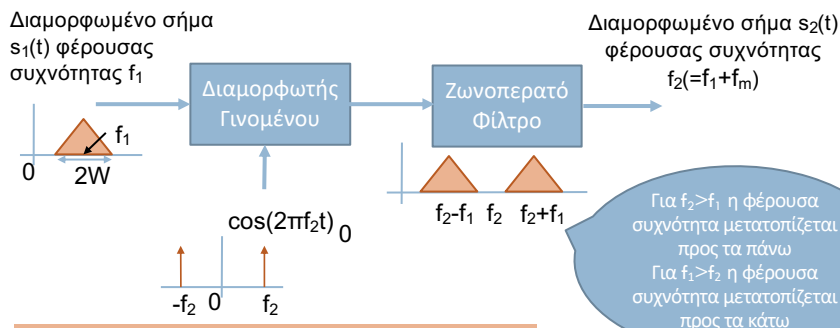 Διαμορφωμένο σήμα
s₁(t) φέρουσας
συχνότητας f₁
Διαμορφωτής
Γινομένου
Ζωνοπερατό
Φίλτρο
Διαμορφωμένο σήμα s₂(t)
φέρουσας συχνότητας
f₂(=f₁+fₘ)
f₁
0
2W
f₂-f₁ f₂ f₂+f₁
cos(2πf₂t)
0
-f₂ 0 f₂
Για f₂>f₁ η φέρουσα
συχνότητα μετατοπίζεται
προς τα πάνω
Για f₁>f₂ η φέρουσα
συχνότητα μετατοπίζεται
προς τα κάτω